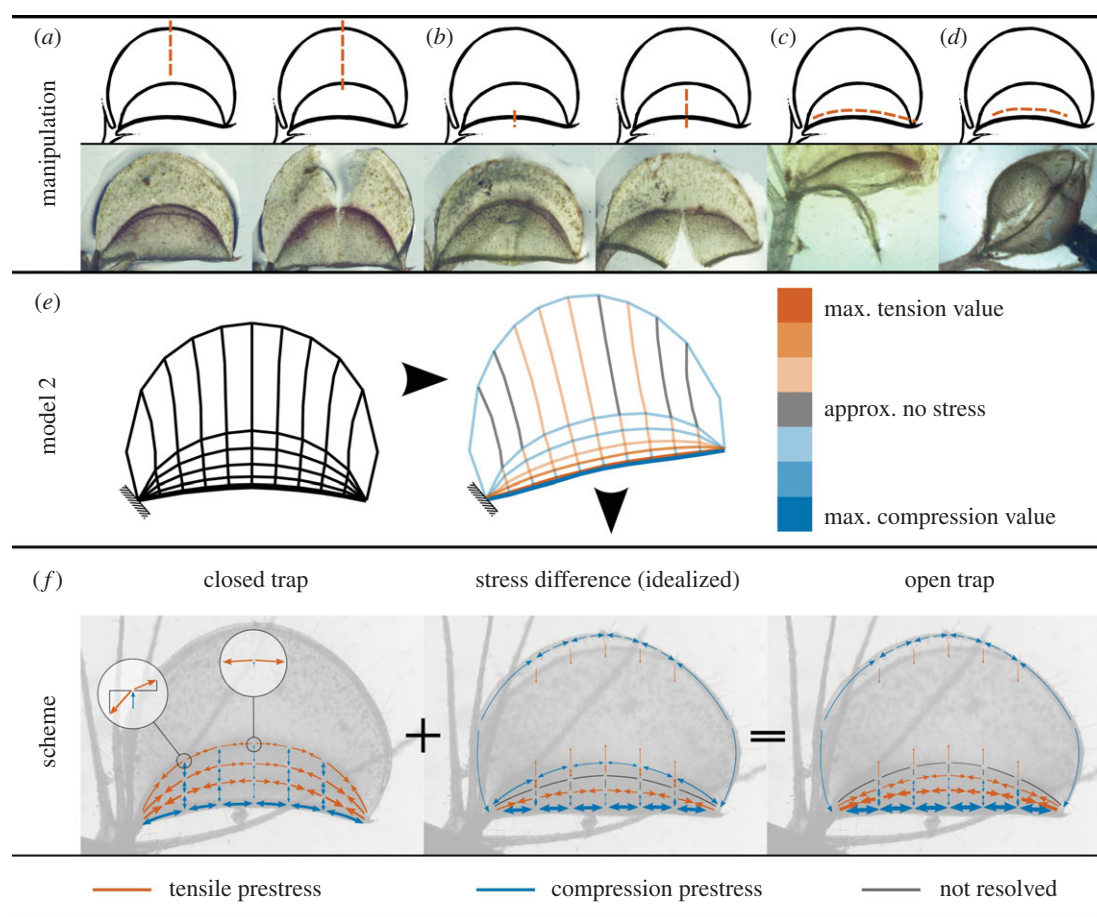 (a)
(b)
(c)
(d)
manipulation
(e)
model 2
max. tension value
approx. no stress
max. compression value
(f)
closed trap
stress difference (idealized)
open trap
scheme
+
=
tensile prestress
compression prestress
not resolved